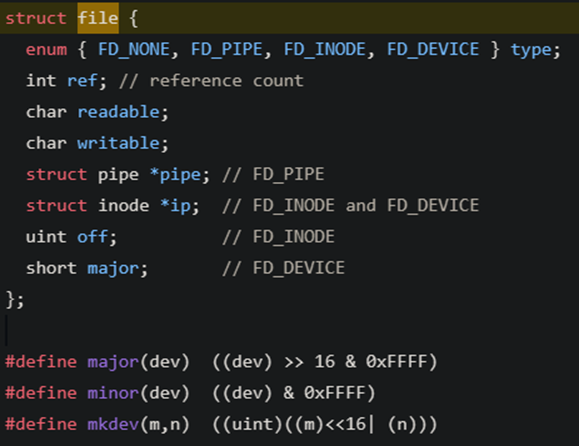 struct file {
  enum { FD_NONE, FD_PIPE, FD_INODE, FD_DEVICE } type;
  int ref; // reference count
  char readable;
  char writable;
  struct pipe *pipe; // FD_PIPE
  struct inode *ip;  // FD_INODE and FD_DEVICE
  uint off;          // FD_INODE
  short major;       // FD_DEVICE
};

#define major(dev)  ((dev) >> 16 & 0xFFFF)
#define minor(dev)  ((dev) & 0xFFFF)
#define mkdev(m,n)  ((uint)((m)<<16| (n)))